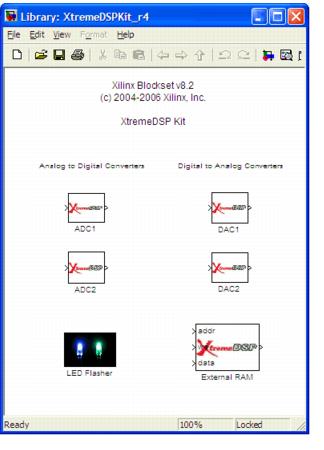 Library: XtremeDSPKit_r4
File Edit View Format Help
Xilinx Blockset v8.2
(c) 2004-2006 Xilinx, Inc.
XtremeDSP Kit
Analog to Digital Converters Digital to Analog Converters
XtremeDSP XtremeDSP
ADC1 DAC1
XtremeDSP XtremeDSP
ADC2 DAC2
addr
XtremeDSP
data
LED Flasher
External RAM
Ready 100% Locked